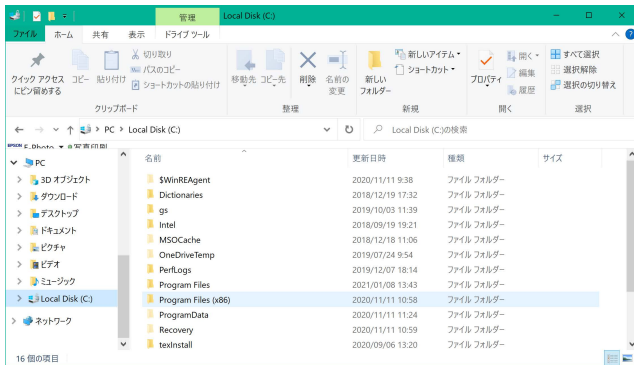 管理 Local Disk (C:)
ファイル ホーム 共有 表示 ドライブ ツール
クイック アクセスにピン留めする コピー 貼り付け
切り取り
パスのコピー
ショートカットの貼り付け
移動先 コピー先 削除 名前の変更
新しいフォルダー
新しいアイテム
ショートカット
プロパティ
開く
編集
履歴
すべて選択
選択解除
選択の切り替え
クリップボード 整理 新規 開く 選択
PC > Local Disk (C:) Local Disk (C:)の検索
EPSON E-Photo 写真印刷
PC
3D オブジェクト
ダウンロード
デスクトップ
ドキュメント
ピクチャ
ビデオ
ミュージック
Local Disk (C:)
ネットワーク
名前 更新日時 種類 サイズ
$WinREAgent 2020/11/11 9:38 ファイル フォルダー
Dictionaries 2018/12/19 17:32 ファイル フォルダー
gs 2019/10/03 11:39 ファイル フォルダー
Intel 2018/09/19 19:21 ファイル フォルダー
MSOCache 2018/12/18 11:06 ファイル フォルダー
OneDriveTemp 2019/07/24 9:54 ファイル フォルダー
PerfLogs 2019/12/07 18:14 ファイル フォルダー
Program Files 2021/01/08 13:43 ファイル フォルダー
Program Files (x86) 2020/11/11 10:58 ファイル フォルダー
ProgramData 2020/11/11 11:24 ファイル フォルダー
Recovery 2020/11/11 10:59 ファイル フォルダー
texInstall 2020/09/06 13:20 ファイル フォルダー
16 個の項目